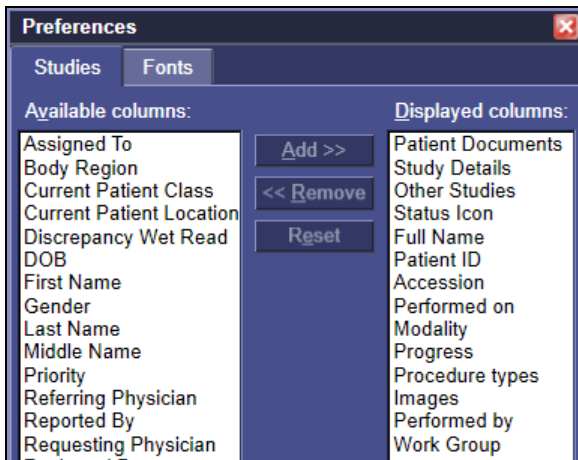 Preferences
Studies Fonts
Available columns:
Assigned To
Body Region
Current Patient Class
Current Patient Location
Discrepancy Wet Read
DOB
First Name
Gender
Last Name
Middle Name
Priority
Referring Physician
Reported By
Requesting Physician
Add >>
<< Remove
Reset
Displayed columns:
Patient Documents
Study Details
Other Studies
Status Icon
Full Name
Patient ID
Accession
Performed on
Modality
Progress
Procedure types
Images
Performed by
Work Group